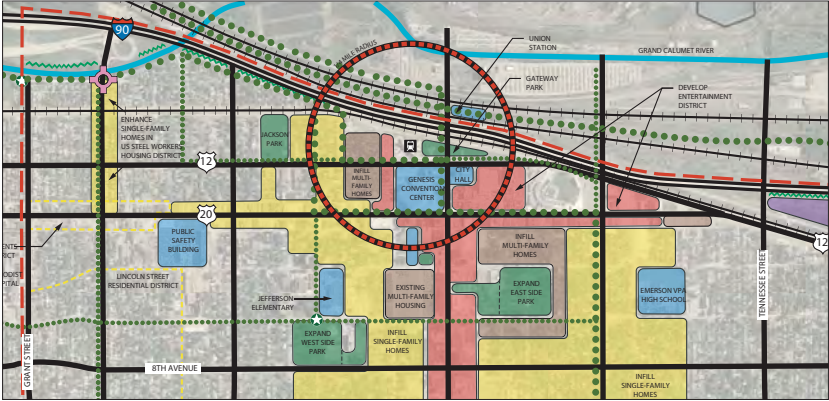 90
1/4 MILE RADIUS
UNION
STATION
GRAND CALUMET RIVER
GATEWAY
PARK
DEVELOP
ENTERTAINMENT
DISTRICT
ENHANCE
SINGLE-FAMILY
HOMES IN
US STEEL WORKERS
HOUSING DISTRICT
JACKSON
PARK
12
INFILL
MULTI-
FAMILY
HOMES
GENESIS
CONVENTION
CENTER
CITY
HALL
20
PUBLIC
SAFETY
BUILDING
INFILL
MULTI-FAMILY
HOMES
12
LINCOLN STREET
RESIDENTIAL DISTRICT
JEFFERSON
ELEMENTARY
EXISTING
MULTI-FAMILY
HOUSING
EXPAND
EAST SIDE
PARK
EMERSON VPA
HIGH SCHOOL
TENNESSEE STREET
EXPAND
WEST SIDE
PARK
INFILL
SINGLE-FAMILY
HOMES
GRANT STREET
8TH AVENUE
INFILL
SINGLE-FAMILY
HOMES